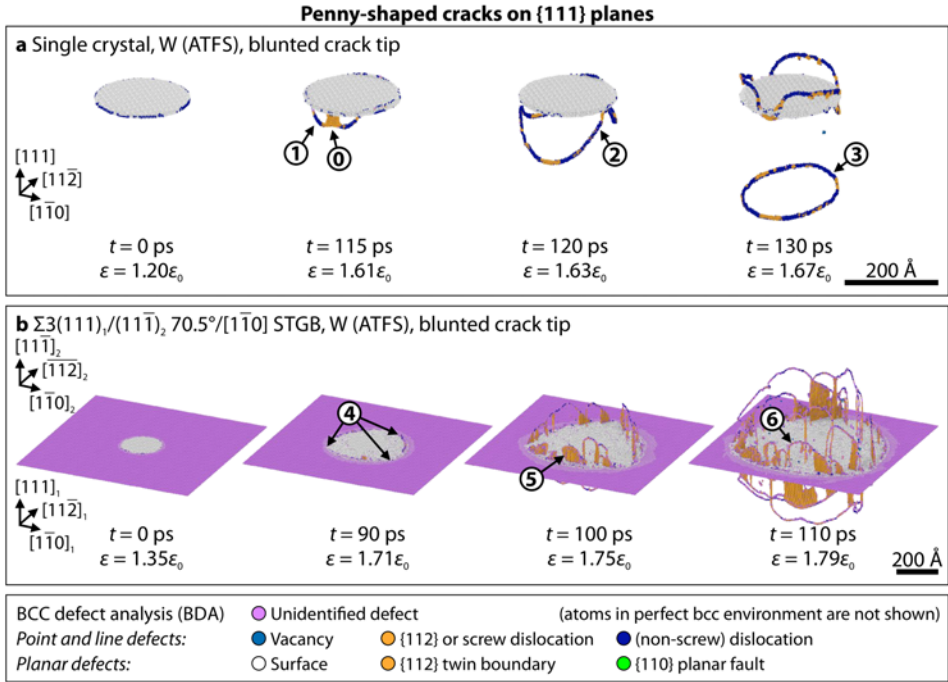 Penny-shaped cracks on {111} planes
a Single crystal, W (ATFS), blunted crack tip
1 0 2 3
[111]
[112̅]
[11̅0]
t = 0 ps t = 115 ps t = 120 ps t = 130 ps
ε = 1.20ε₀ ε = 1.61ε₀ ε = 1.63ε₀ ε = 1.67ε₀
200 Å
b Σ3(111)₁/(111̅)₂ 70.5°/[11̅0] STGB, W (ATFS), blunted crack tip
[111̅]₂
[1̅1̅2̅]₂
[11̅0]₂
4 5 6
[111]₁
[112̅]₁
[11̅0]₁
t = 0 ps t = 90 ps t = 100 ps t = 110 ps
ε = 1.35ε₀ ε = 1.71ε₀ ε = 1.75ε₀ ε = 1.79ε₀
200 Å
BCC defect analysis (BDA) Unidentified defect (atoms in perfect bcc environment are not shown)
Point and line defects: Vacancy {112} or screw dislocation (non-screw) dislocation
Planar defects: Surface {112} twin boundary {110} planar fault